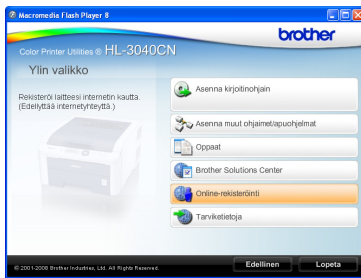 Macromedia Flash Player 8
brother
Color Printer Utilities ® HL-3040CN
Ylin valikko
Rekisteröi laitteesi internetin kautta.
(Edellyttää internetyhteyttä.)
Asenna kirjoitinohjain
Asenna muut ohjaimet/apuohjelmat
Oppaat
Brother Solutions Center
Online-rekisteröinti
Tarviketietoja
© 2001-2008 Brother Industries, Ltd. All Rights Reserved.
Edellinen
Lopeta